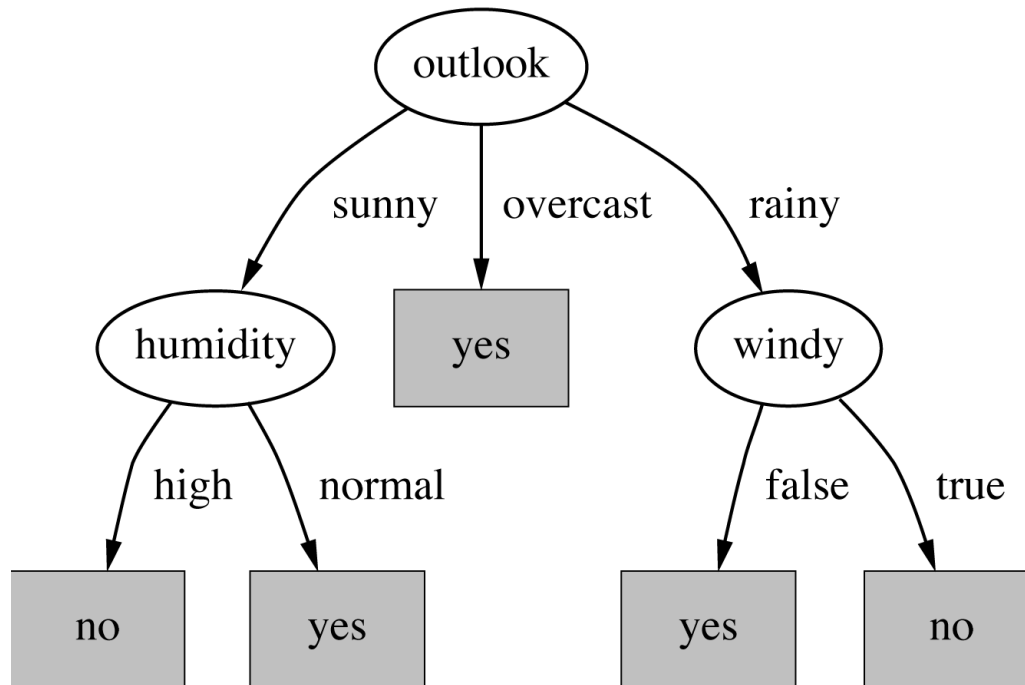 outlook
sunny overcast rainy
humidity yes windy
high normal false true
no yes yes no